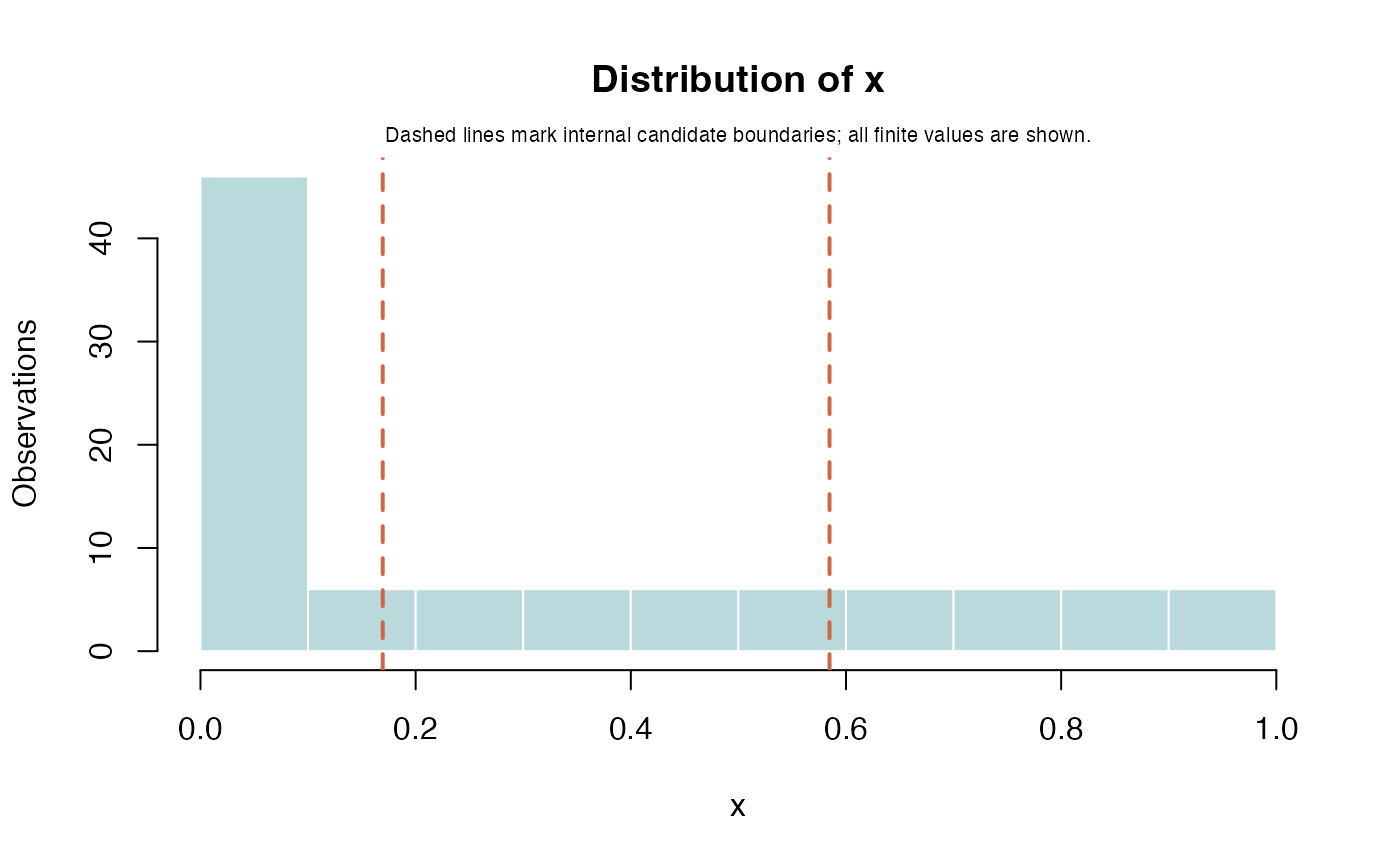 Distribution of x
Dashed lines mark internal candidate boundaries; all finite values are shown.
Observations
40
30
20
10
0
0.0 0.2 0.4 0.6 0.8 1.0
x